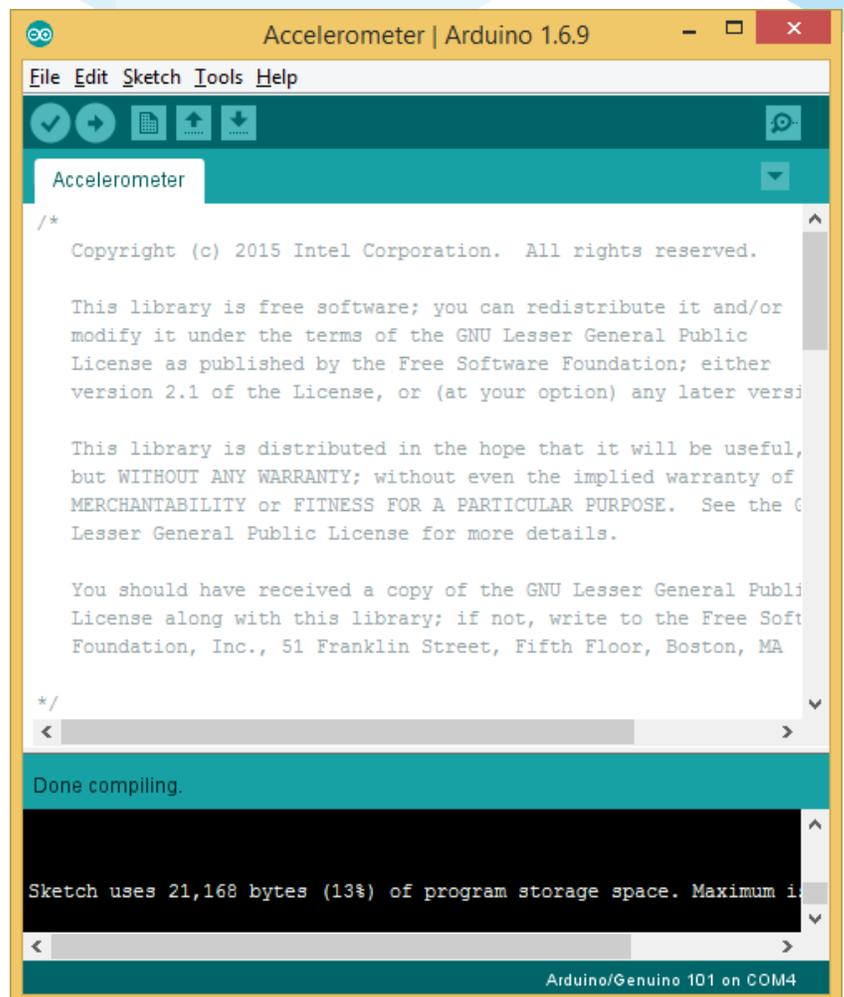 Accelerometer | Arduino 1.6.9
File Edit Sketch Tools Help
Accelerometer
/*
Copyright (c) 2015 Intel Corporation.  All rights reserved.
This library is free software; you can redistribute it and/or
modify it under the terms of the GNU Lesser General Public
License as published by the Free Software Foundation; either
version 2.1 of the License, or (at your option) any later versi
This library is distributed in the hope that it will be useful,
but WITHOUT ANY WARRANTY; without even the implied warranty of
MERCHANTABILITY or FITNESS FOR A PARTICULAR PURPOSE.  See the G
Lesser General Public License for more details.
You should have received a copy of the GNU Lesser General Publi
License along with this library; if not, write to the Free Soft
Foundation, Inc., 51 Franklin Street, Fifth Floor, Boston, MA
*/
Done compiling.
Sketch uses 21,168 bytes (13%) of program storage space. Maximum is
Arduino/Genuino 101 on COM4